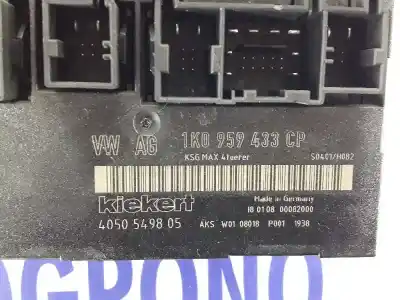 VW AG 1K0 959 433 CP
KSG MAX 4tuerer S0401/H082
Made in Germany
kiekert 18 01 08 00082000
4050 5498 05 AKS W01 08018 P001 1938